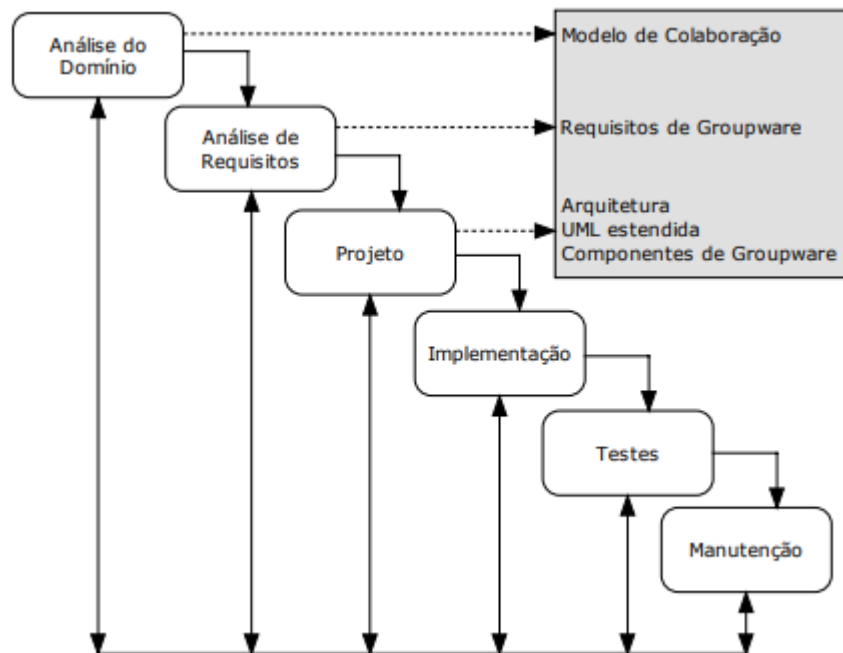 Análise do
Domínio
Modelo de Colaboração
Análise de
Requisitos
Requisitos de Groupware
Projeto
Arquitetura
UML estendida
Componentes de Groupware
Implementação
Testes
Manutenção